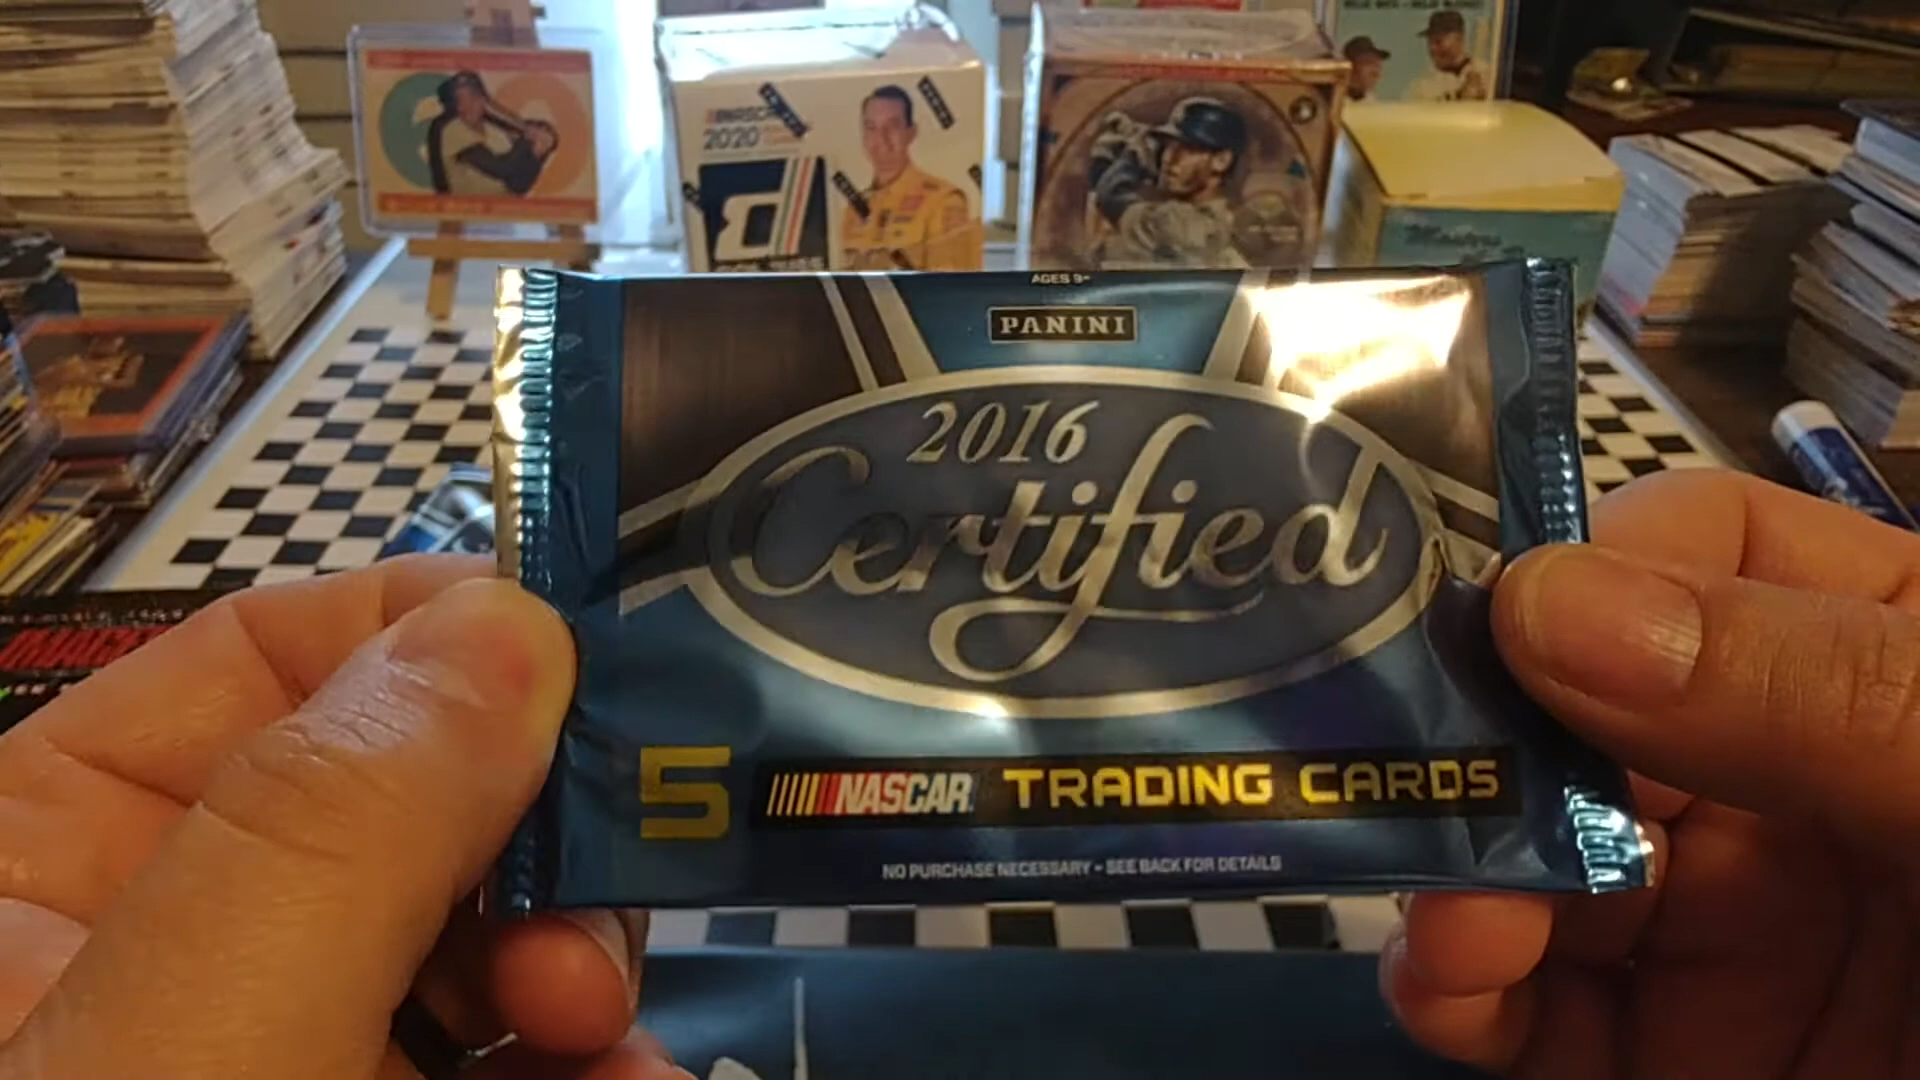 NASCAR
2020
AGES 9+
PANINI
2016
Certified
5 NASCAR TRADING CARDS
NO PURCHASE NECESSARY - SEE BACK FOR DETAILS